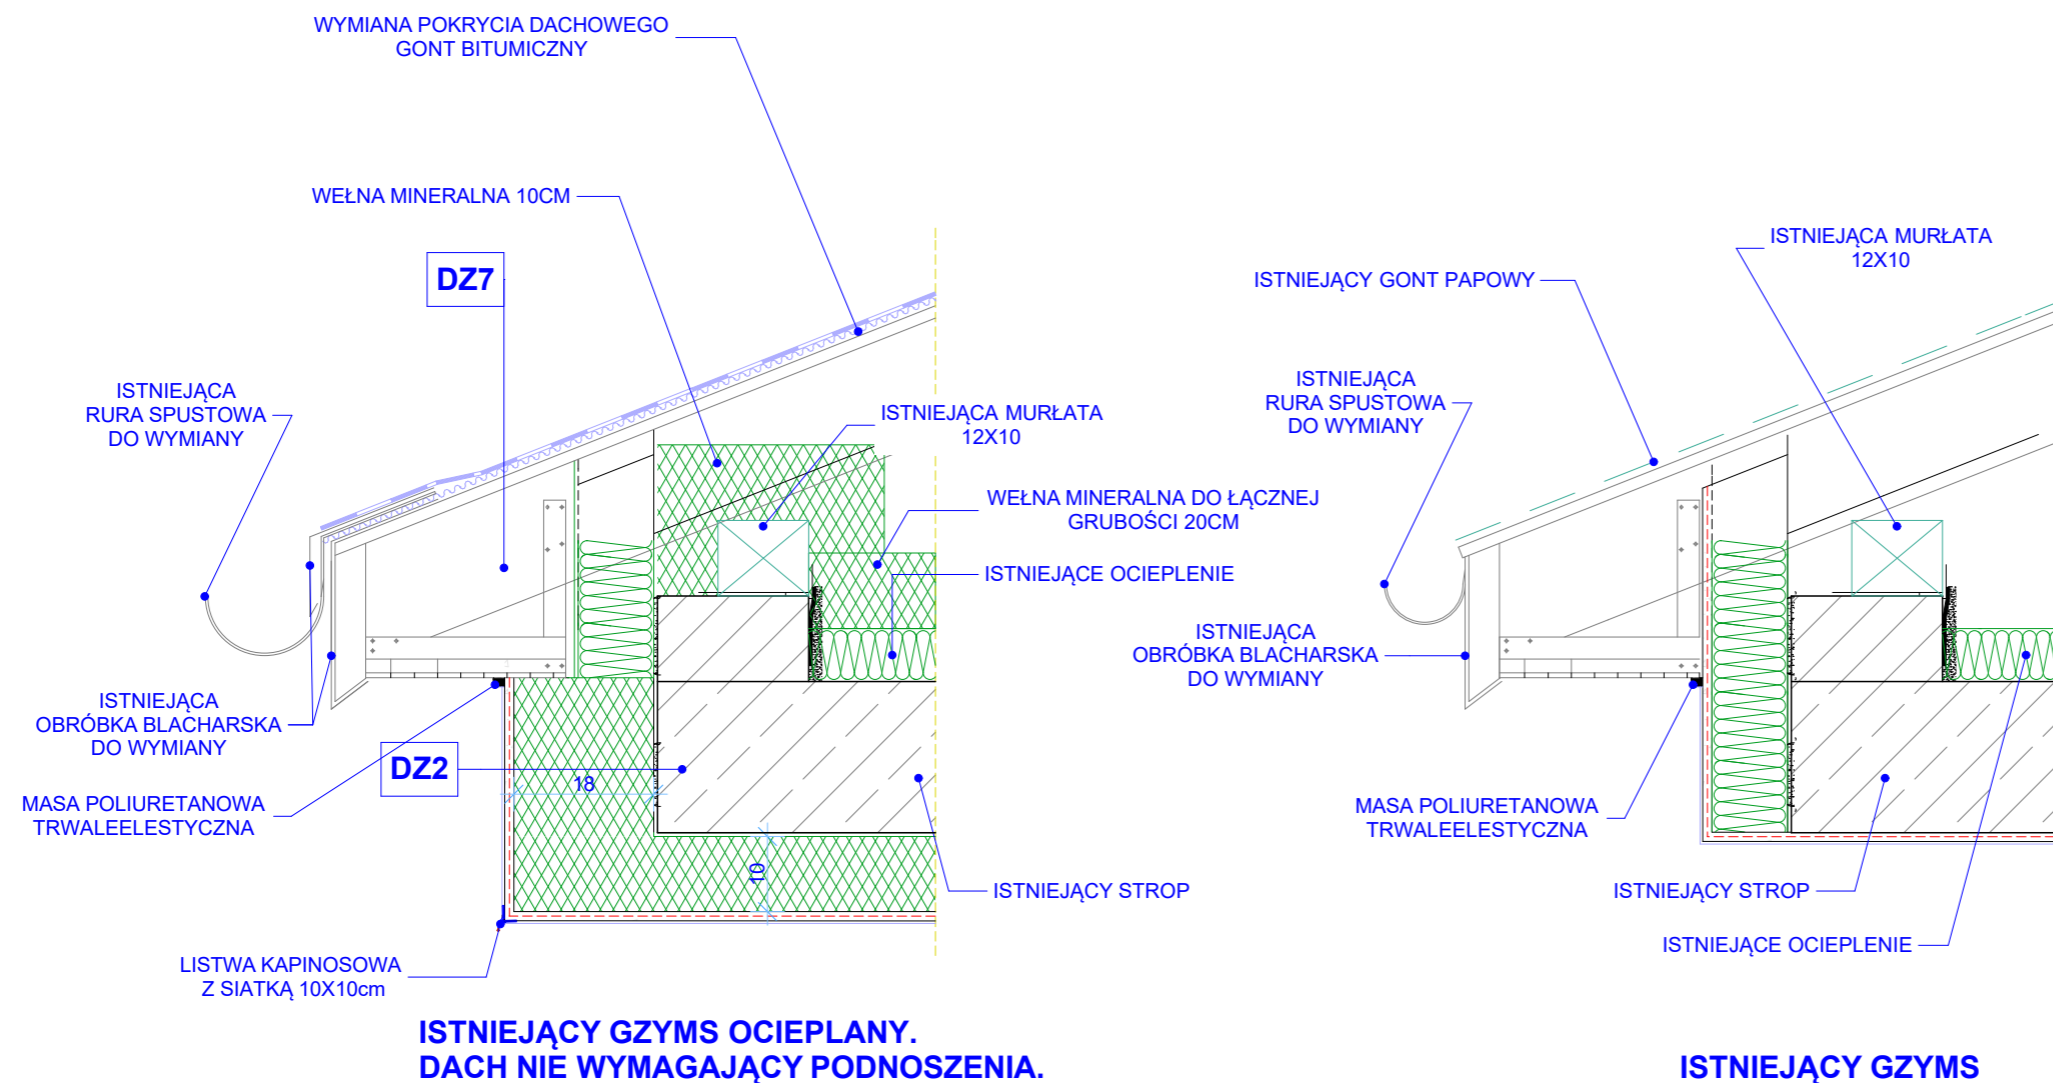 WYMIANA POKRYCIA DACHOWEGO
GONT BITUMICZNY
WEŁNA MINERALNA 10CM
DZ7
ISTNIEJĄCA
RURA SPUSTOWA
DO WYMIANY
ISTNIEJĄCA MURŁATA
12X10
WEŁNA MINERALNA DO ŁĄCZNEJ
GRUBOŚCI 20CM
ISTNIEJĄCE OCIEPLENIE
ISTNIEJĄCA
OBRÓBKA BLACHARSKA
DO WYMIANY
DZ2
18
MASA POLIURETANOWA
TRWALEELESTYCZNA
10
ISTNIEJĄCY STROP
LISTWA KAPINOSOWA
Z SIATKĄ 10X10cm
ISTNIEJĄCY GZYMS OCIEPLANY.
DACH NIE WYMAGAJĄCY PODNOSZENIA.
ISTNIEJĄCA MURŁATA
12X10
ISTNIEJĄCY GONT PAPOWY
ISTNIEJĄCA
RURA SPUSTOWA
DO WYMIANY
ISTNIEJĄCA
OBRÓBKA BLACHARSKA
DO WYMIANY
MASA POLIURETANOWA
TRWALEELESTYCZNA
ISTNIEJĄCY STROP
ISTNIEJĄCE OCIEPLENIE
ISTNIEJĄCY GZYMS